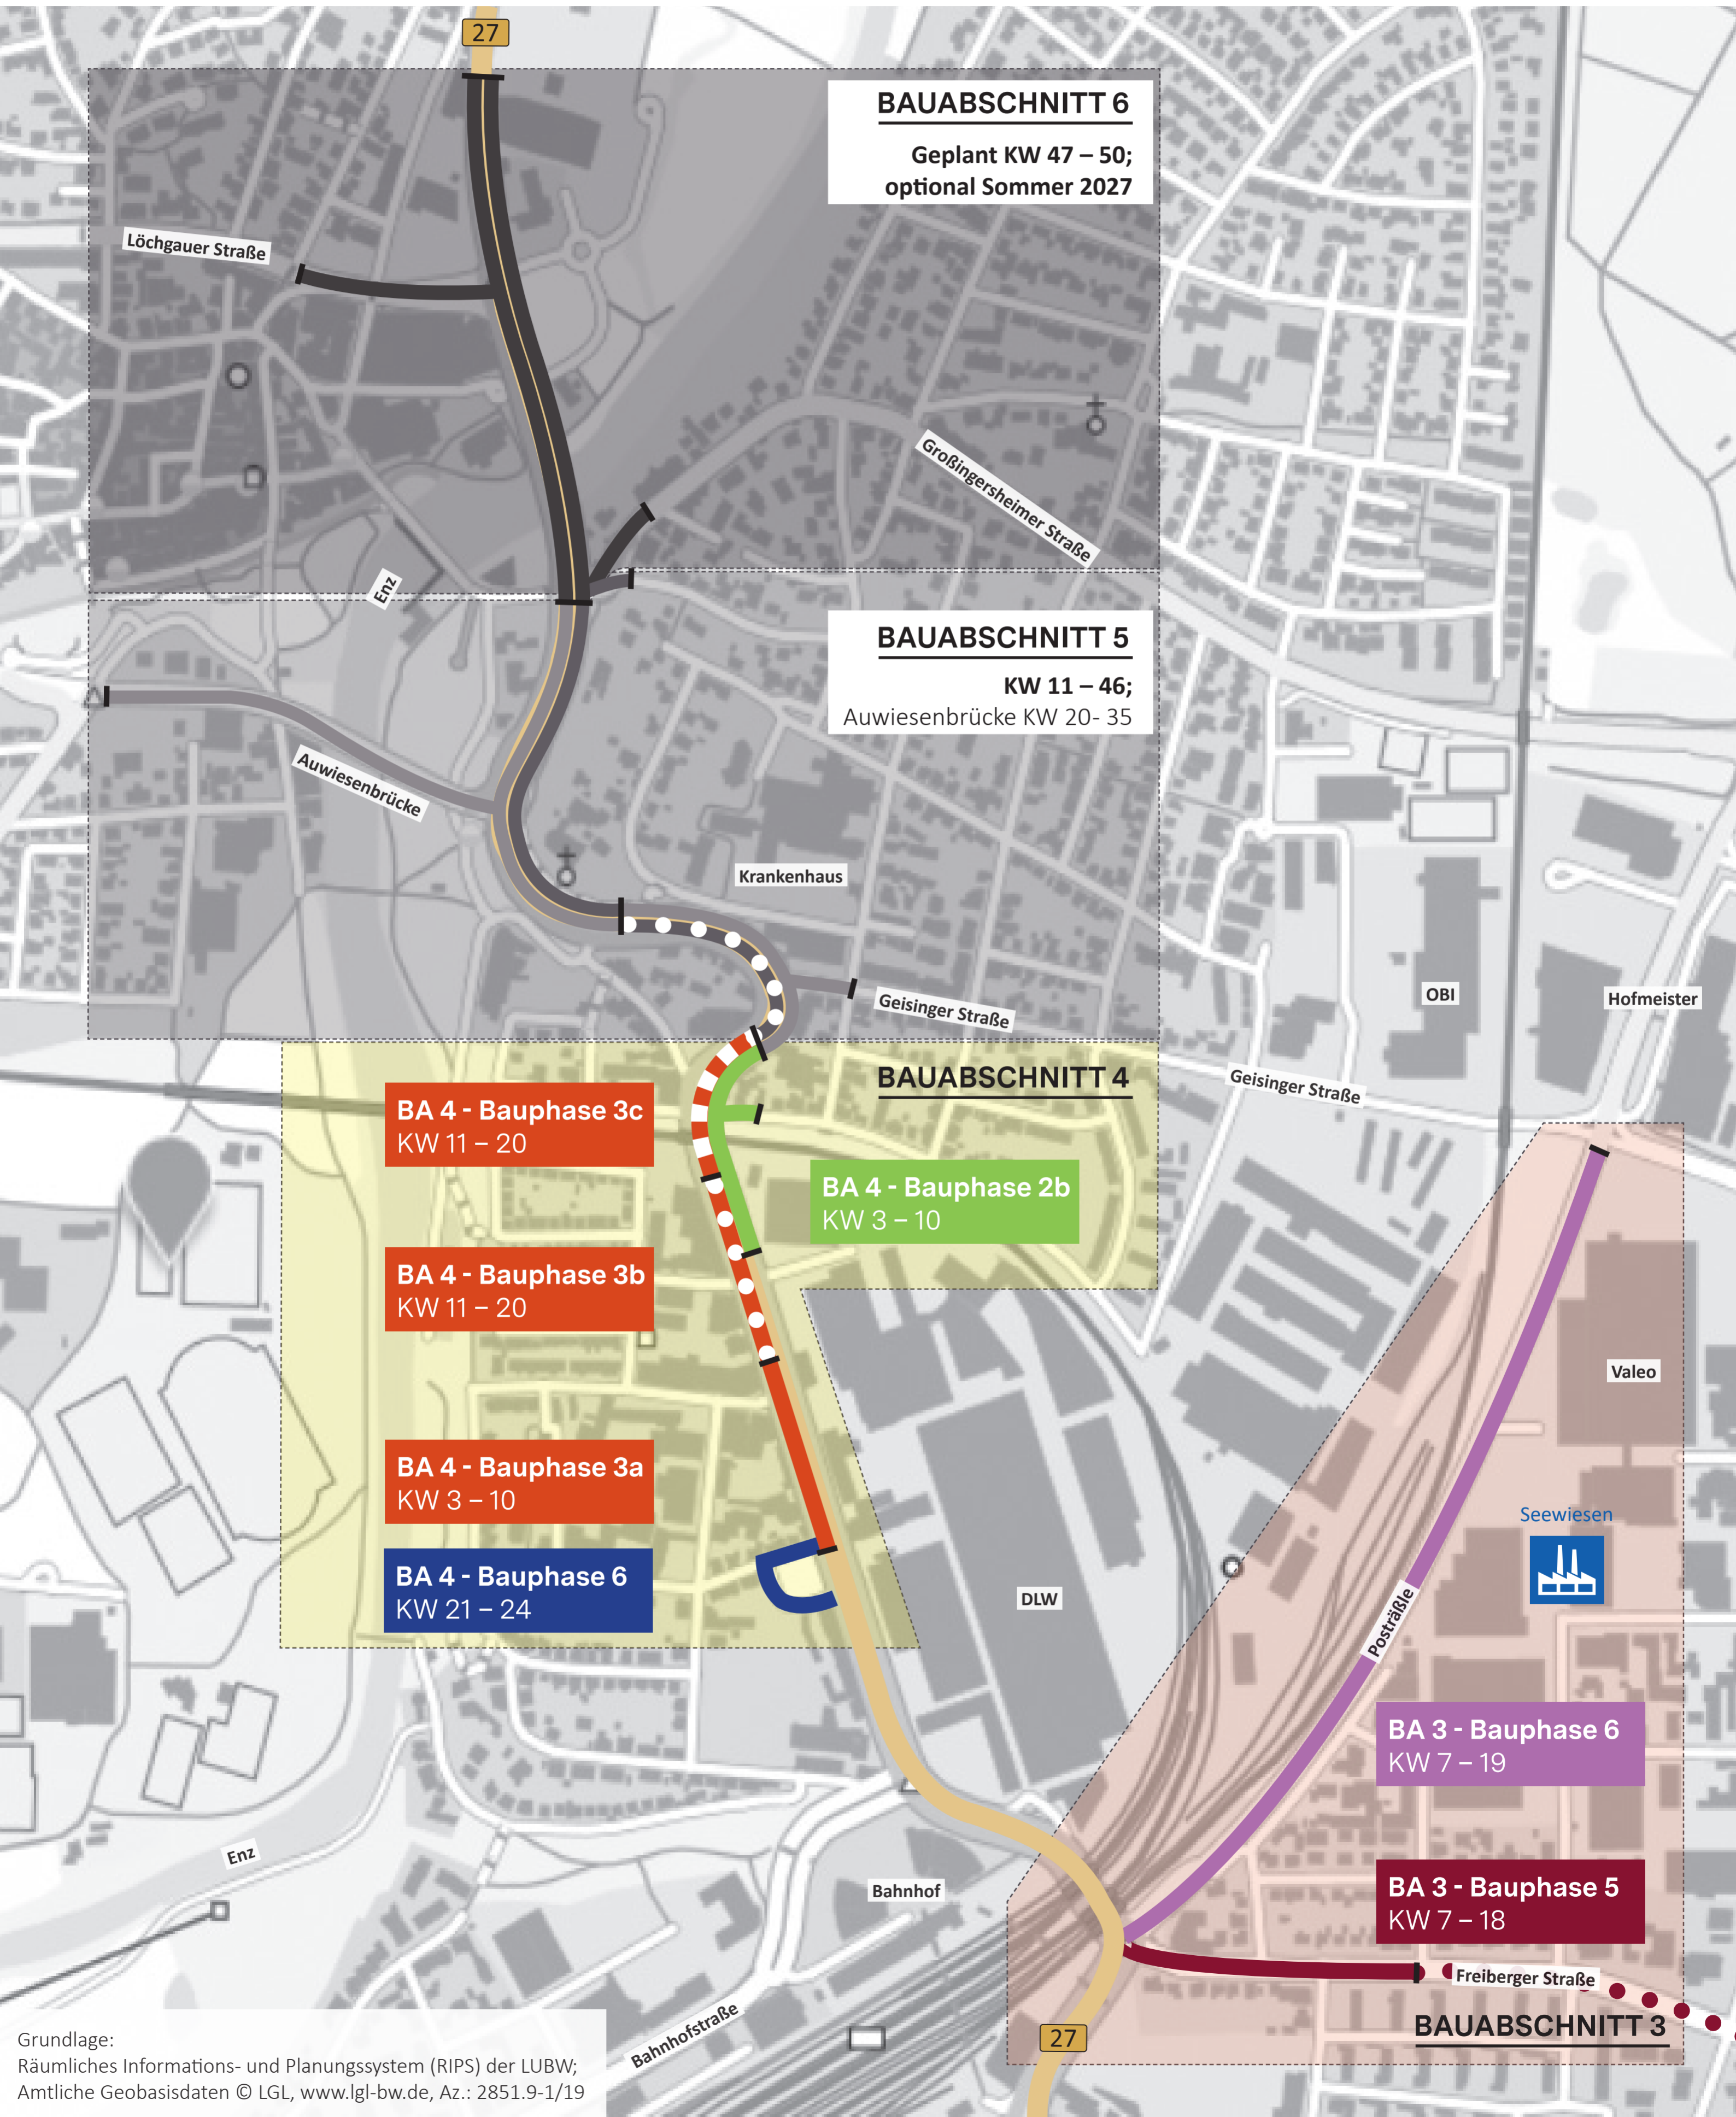 27
BAUABSCHNITT 6
Geplant KW 47 – 50;
optional Sommer 2027
Löchgauer Straße
Großingersheimer Straße
Enz
BAUABSCHNITT 5
KW 11 – 46;
Auwiesenbrücke KW 20- 35
Auwiesenbrücke
Krankenhaus
Geisinger Straße
OBI
Hofmeister
BAUABSCHNITT 4
Geisinger Straße
BA 4 - Bauphase 3c
KW 11 – 20
BA 4 - Bauphase 2b
KW 3 – 10
BA 4 - Bauphase 3b
KW 11 – 20
Valeo
BA 4 - Bauphase 3a
KW 3 – 10
Seewiesen
BA 4 - Bauphase 6
KW 21 – 24
DLW
Posträßle
BA 3 - Bauphase 6
KW 7 – 19
Enz
Bahnhof
BA 3 - Bauphase 5
KW 7 – 18
Freiberger Straße
Bahnhofstraße
27
BAUABSCHNITT 3
Grundlage:
Räumliches Informations- und Planungssystem (RIPS) der LUBW;
Amtliche Geobasisdaten © LGL, www.lgl-bw.de, Az.: 2851.9-1/19